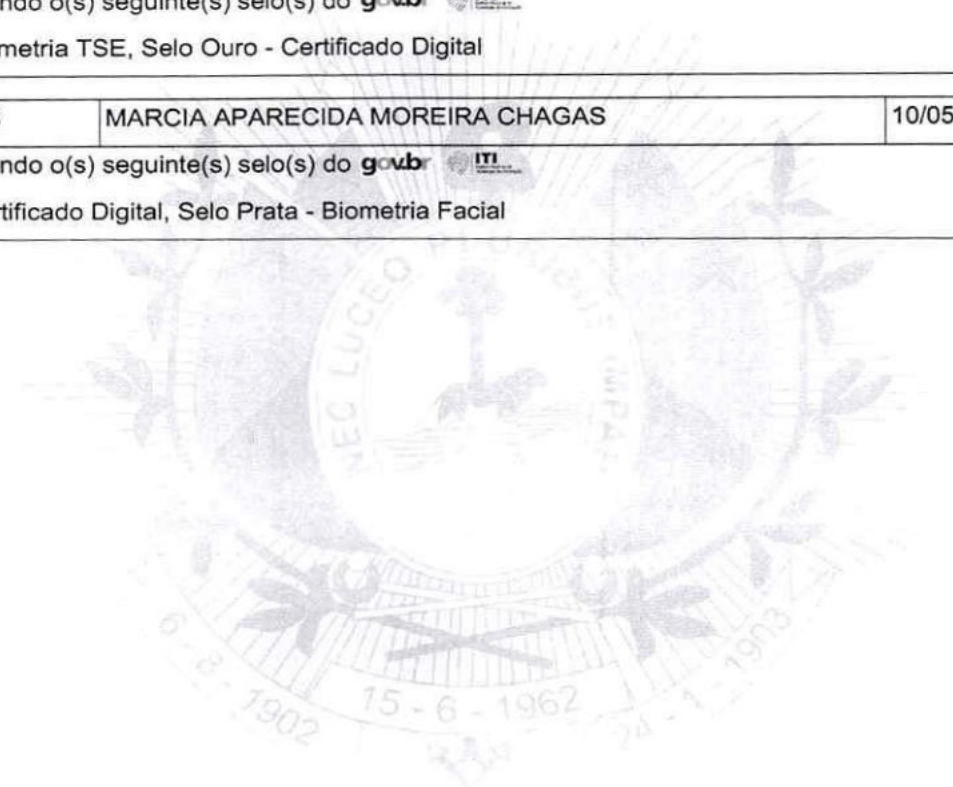 ndo o(s) seguinte(s) selo(s) do gov.br
metria TSE, Selo Ouro - Certificado Digital
MARCIA APARECIDA MOREIRA CHAGAS 10/05
ndo o(s) seguinte(s) selo(s) do gov.br ITI
tificado Digital, Selo Prata - Biometria Facial
NEC LUCEO
6 - 8 - 1902 15 - 6 - 1962 24 - 1 - 1903